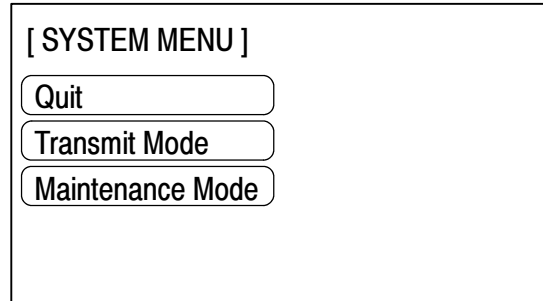 [ SYSTEM MENU ]
Quit
Transmit Mode
Maintenance Mode